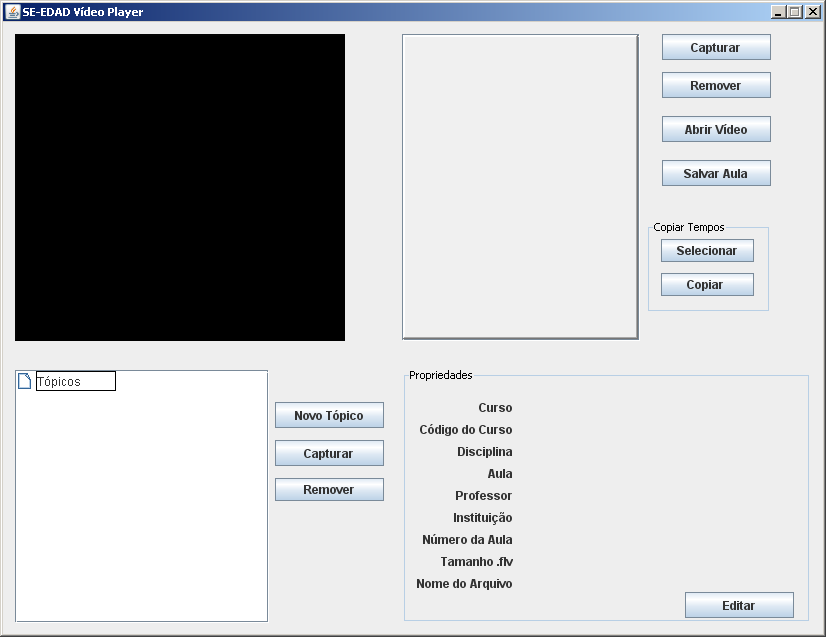 SE-EDAD Vídeo Player
Capturar
Remover
Abrir Vídeo
Salvar Aula
Copiar Tempos
Selecionar
Copiar
Tópicos
Novo Tópico
Capturar
Remover
Propriedades
Curso
Código do Curso
Disciplina
Aula
Professor
Instituição
Número da Aula
Tamanho .flv
Nome do Arquivo
Editar